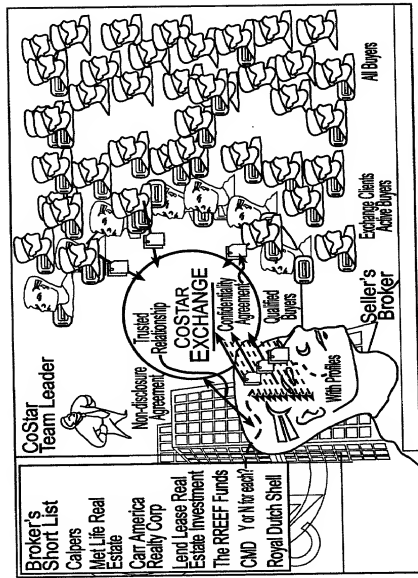 Broker's
Short List
Calpers
Met Life Real
Estate
Carr America
Realty Corp
Lend Lease Real
Estate Investment
The RREEF Funds
CMD Y or N for each?
Royal Dutch Shell
CoStar
Team Leader
Non-disclosure
Agreement
Trusted
Relationship
COSTAR
EXCHANGE
Confidentiality
Agreement
Qualified
Buyers
With Profiles
Seller's
Broker
Exchange Clients
Active Buyers
All Buyers